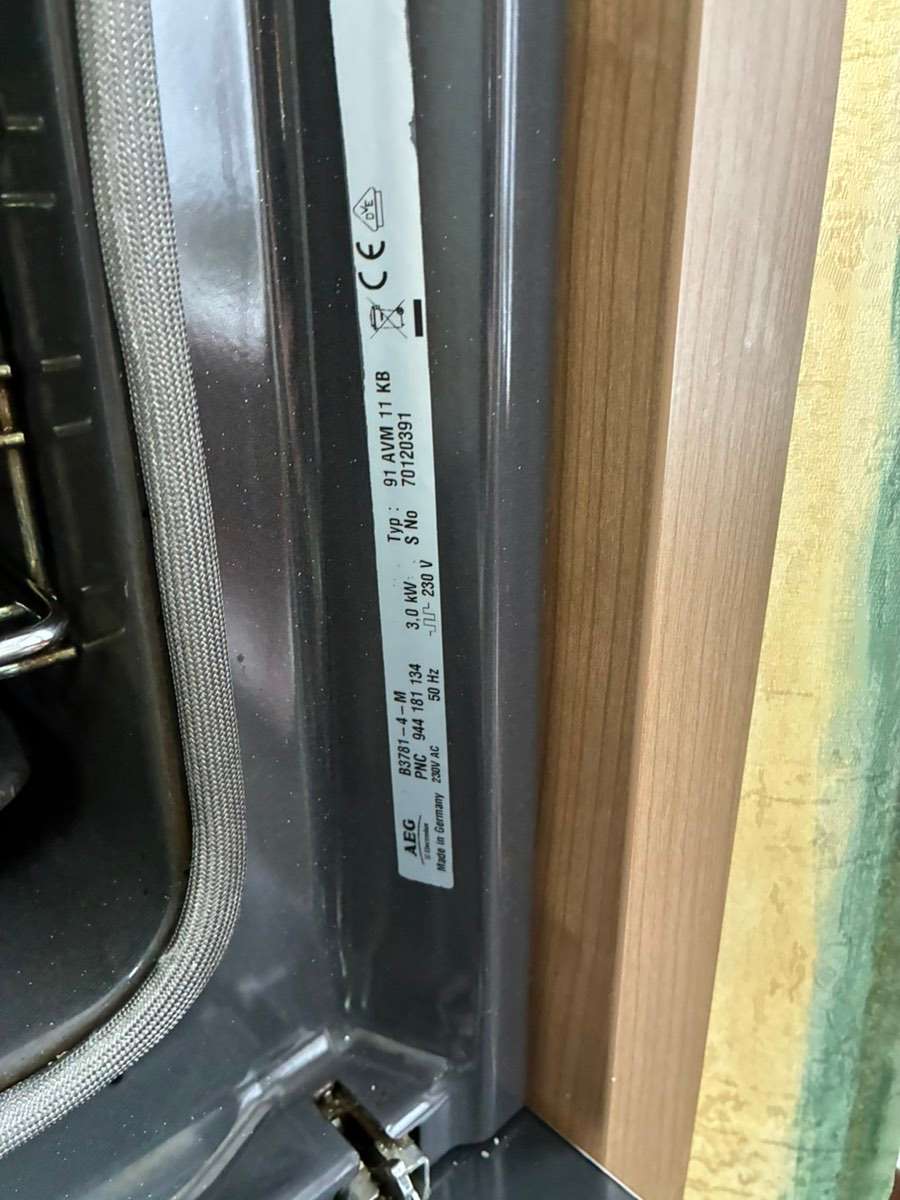 AEG
Electrolux
Made in Germany
B3781-4-M
PNC 944 181 134
230V AC 50 Hz
3,0 kW
230 V
Typ : 91 AVM 11 KB
S No 70120391
CE
DVE